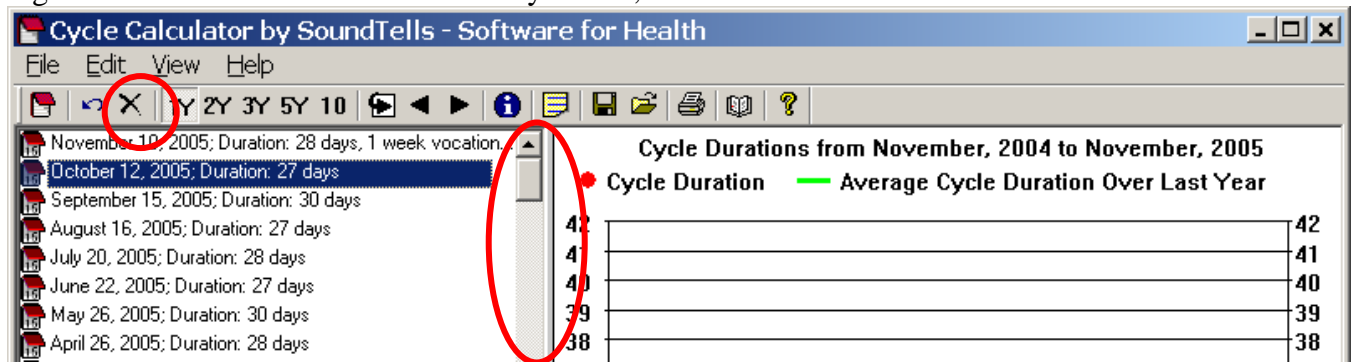 Cycle Calculator by SoundTells - Software for Health
File Edit View Help
1Y 2Y 3Y 5Y 10
November 10, 2005; Duration: 28 days, 1 week vocation...
October 12, 2005; Duration: 27 days
September 15, 2005; Duration: 30 days
August 16, 2005; Duration: 27 days
July 20, 2005; Duration: 28 days
June 22, 2005; Duration: 27 days
May 26, 2005; Duration: 30 days
April 26, 2005; Duration: 28 days
Cycle Durations from November, 2004 to November, 2005
Cycle Duration Average Cycle Duration Over Last Year
42 42
41 41
40 40
39 39
38 38